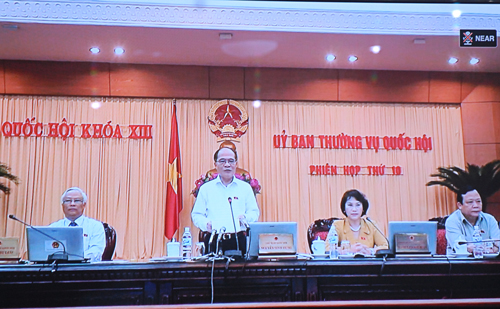 NEAR
QUỐC HỘI KHÓA XIII
ỦY BAN THƯỜNG VỤ QUỐC HỘI
PHIÊN HỌP THỨ 10